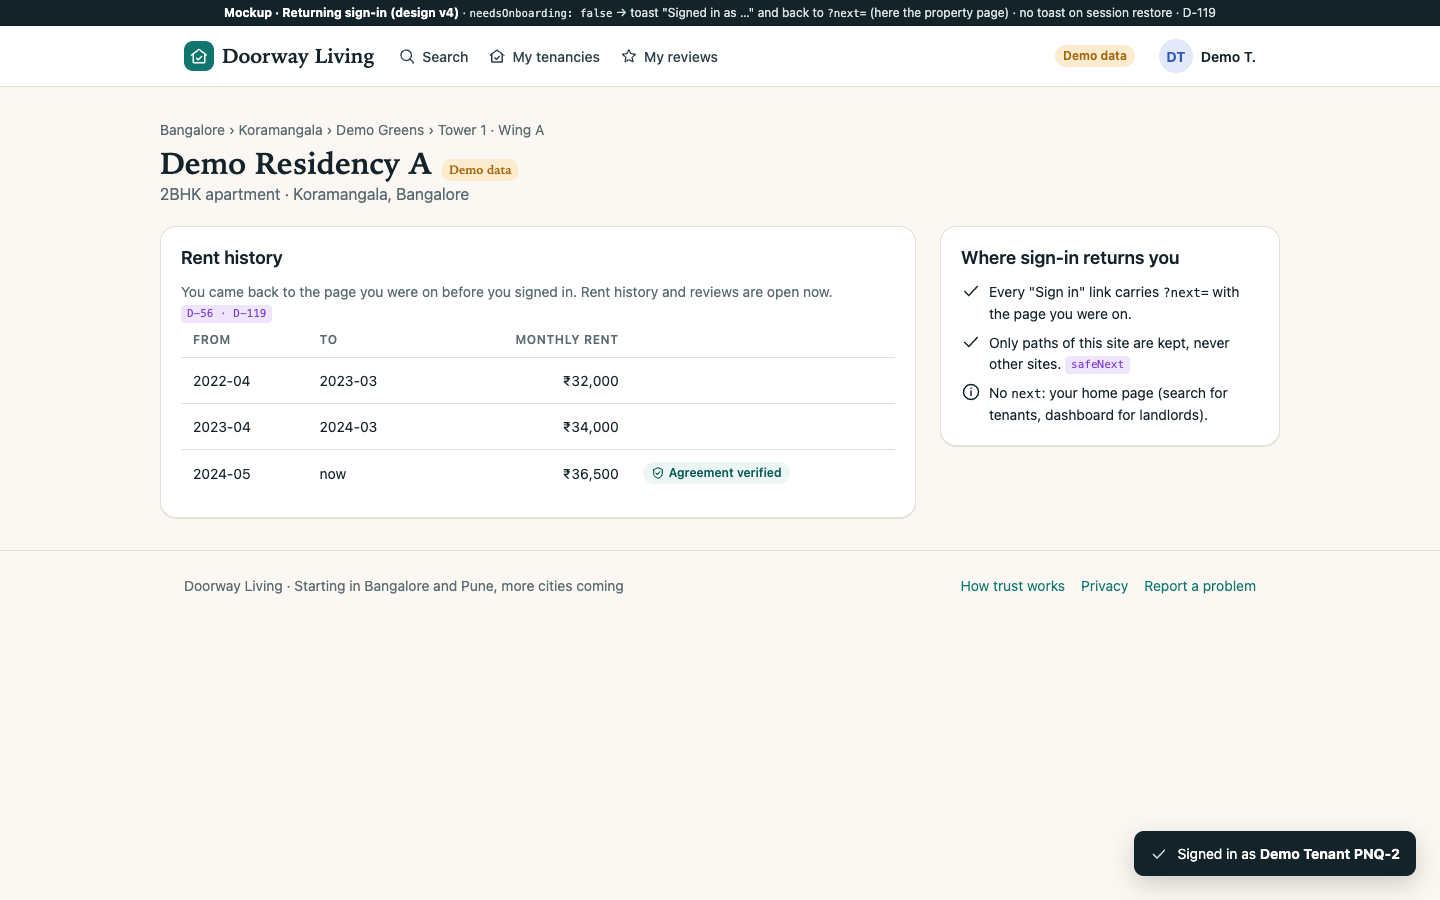 Mockup · Returning sign-in (design v4) · needsOnboarding: false → toast "Signed in as ..." and back to ?next= (here the property page) · no toast on session restore · D-119
Doorway Living
Search
My tenancies
My reviews
Demo data
DT
Demo T.
Bangalore › Koramangala › Demo Greens › Tower 1 · Wing A
Demo Residency A
Demo data
2BHK apartment · Koramangala, Bangalore
Rent history
You came back to the page you were on before you signed in. Rent history and reviews are open now.
D-56 · D-119
FROM TO MONTHLY RENT
2022-04 2023-03 ₹32,000
2023-04 2024-03 ₹34,000
2024-05 now ₹36,500 Agreement verified
Where sign-in returns you
Every "Sign in" link carries ?next= with
the page you were on.
Only paths of this site are kept, never
other sites. safeNext
No next: your home page (search for
tenants, dashboard for landlords).
Doorway Living · Starting in Bangalore and Pune, more cities coming
How trust works
Privacy
Report a problem
Signed in as Demo Tenant PNQ-2